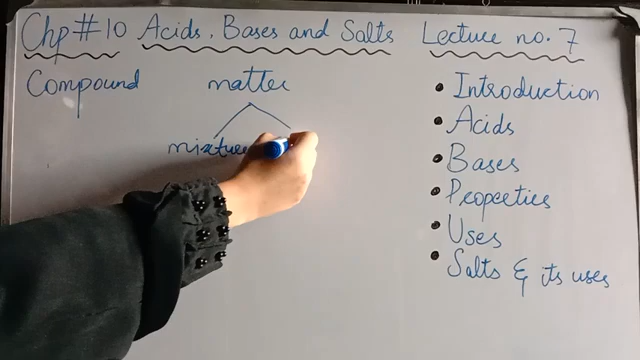 Chp #10 Acids, Bases and Salts Lecture no. 7
Compound matter
mixture
• Introduction
• Acids
• Bases
• Properties
• Uses
• Salts & its uses